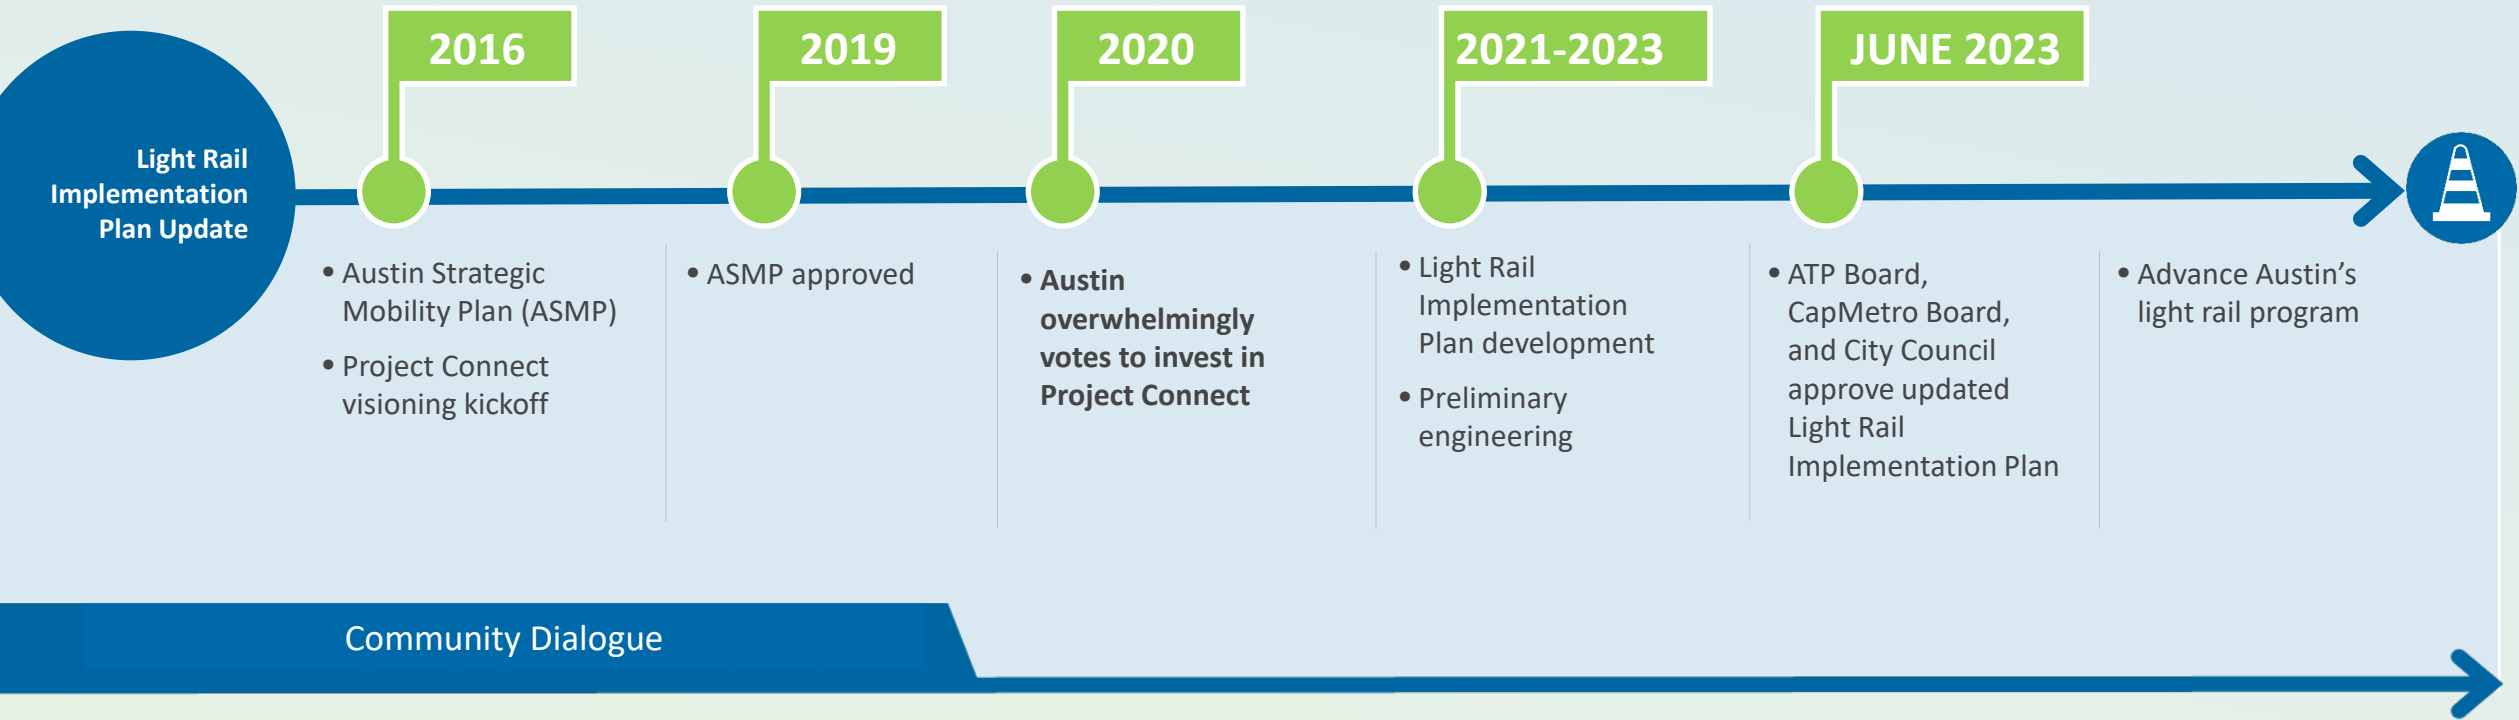 Light Rail
Implementation
Plan Update
2016
• Austin Strategic
Mobility Plan (ASMP)
• Project Connect
visioning kickoff
2019
• ASMP approved
2020
• Austin
overwhelmingly
votes to invest in
Project Connect
2021-2023
• Light Rail
Implementation
Plan development
• Preliminary
engineering
JUNE 2023
• ATP Board,
CapMetro Board,
and City Council
approve updated
Light Rail
Implementation Plan
• Advance Austin’s
light rail program
Community Dialogue